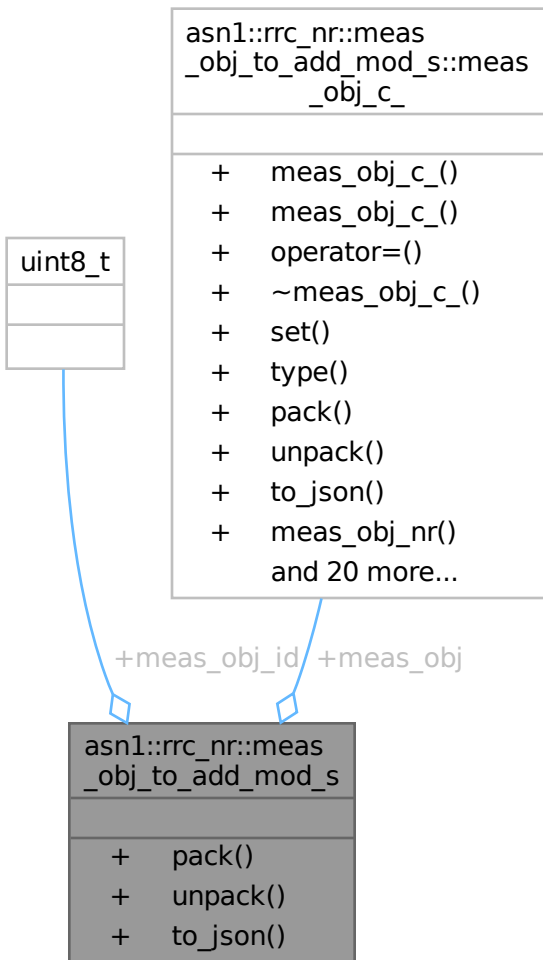 asn1::rrc_nr::meas
_obj_to_add_mod_s::meas
_obj_c_
+ meas_obj_c_()
+ meas_obj_c_()
+ operator=()
+ ~meas_obj_c_()
+ set()
+ type()
+ pack()
+ unpack()
+ to_json()
+ meas_obj_nr()
and 20 more...
uint8_t
+meas_obj_id
+meas_obj
asn1::rrc_nr::meas
_obj_to_add_mod_s
+ pack()
+ unpack()
+ to_json()